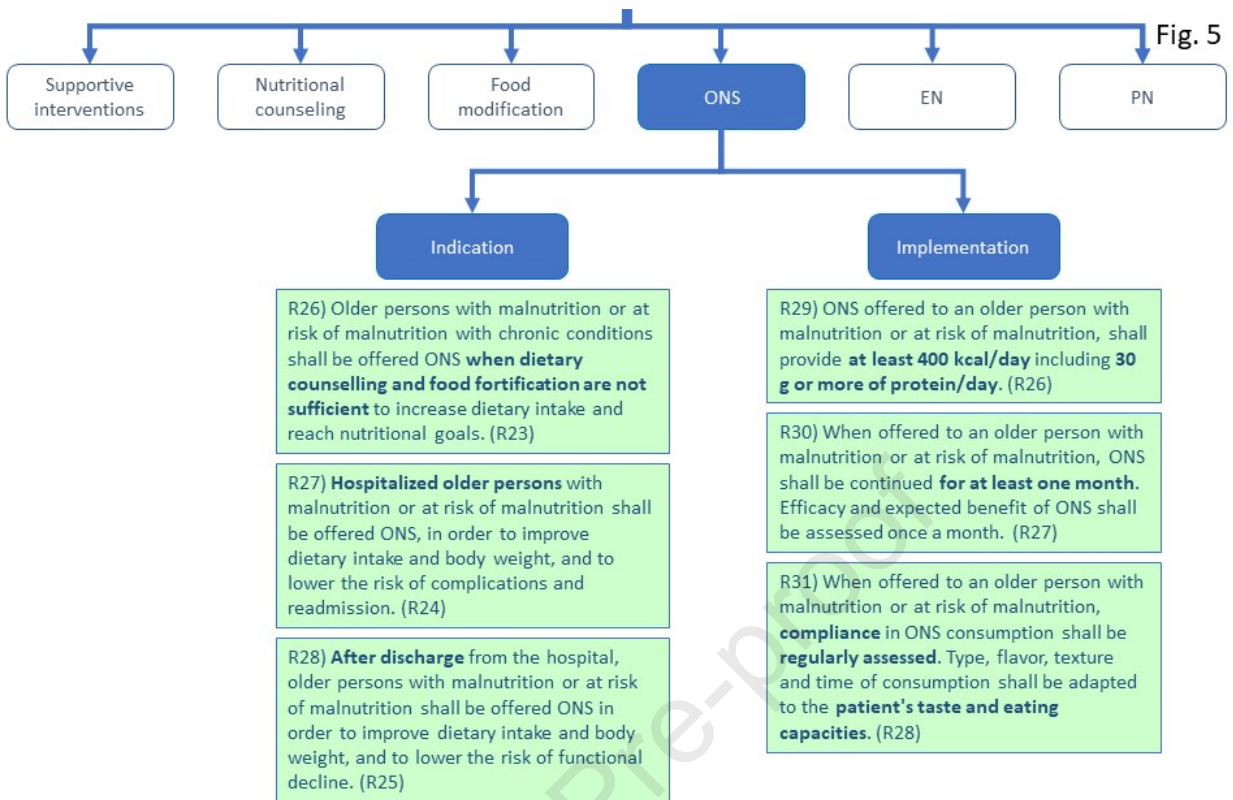 Fig. 5
Supportive
interventions
Nutritional
counseling
Food
modification
ONS
EN
PN
Indication
Implementation
R26) Older persons with malnutrition or at
risk of malnutrition with chronic conditions
shall be offered ONS when dietary
counselling and food fortification are not
sufficient to increase dietary intake and
reach nutritional goals. (R23)
R27) Hospitalized older persons with
malnutrition or at risk of malnutrition shall
be offered ONS, in order to improve
dietary intake and body weight, and to
lower the risk of complications and
readmission. (R24)
R28) After discharge from the hospital,
older persons with malnutrition or at risk
of malnutrition shall be offered ONS in
order to improve dietary intake and body
weight, and to lower the risk of functional
decline. (R25)
R29) ONS offered to an older person with
malnutrition or at risk of malnutrition, shall
provide at least 400 kcal/day including 30
g or more of protein/day. (R26)
R30) When offered to an older person with
malnutrition or at risk of malnutrition, ONS
shall be continued for at least one month.
Efficacy and expected benefit of ONS shall
be assessed once a month. (R27)
R31) When offered to an older person with
malnutrition or at risk of malnutrition,
compliance in ONS consumption shall be
regularly assessed. Type, flavor, texture
and time of consumption shall be adapted
to the patient's taste and eating
capacities. (R28)
Pre-proof